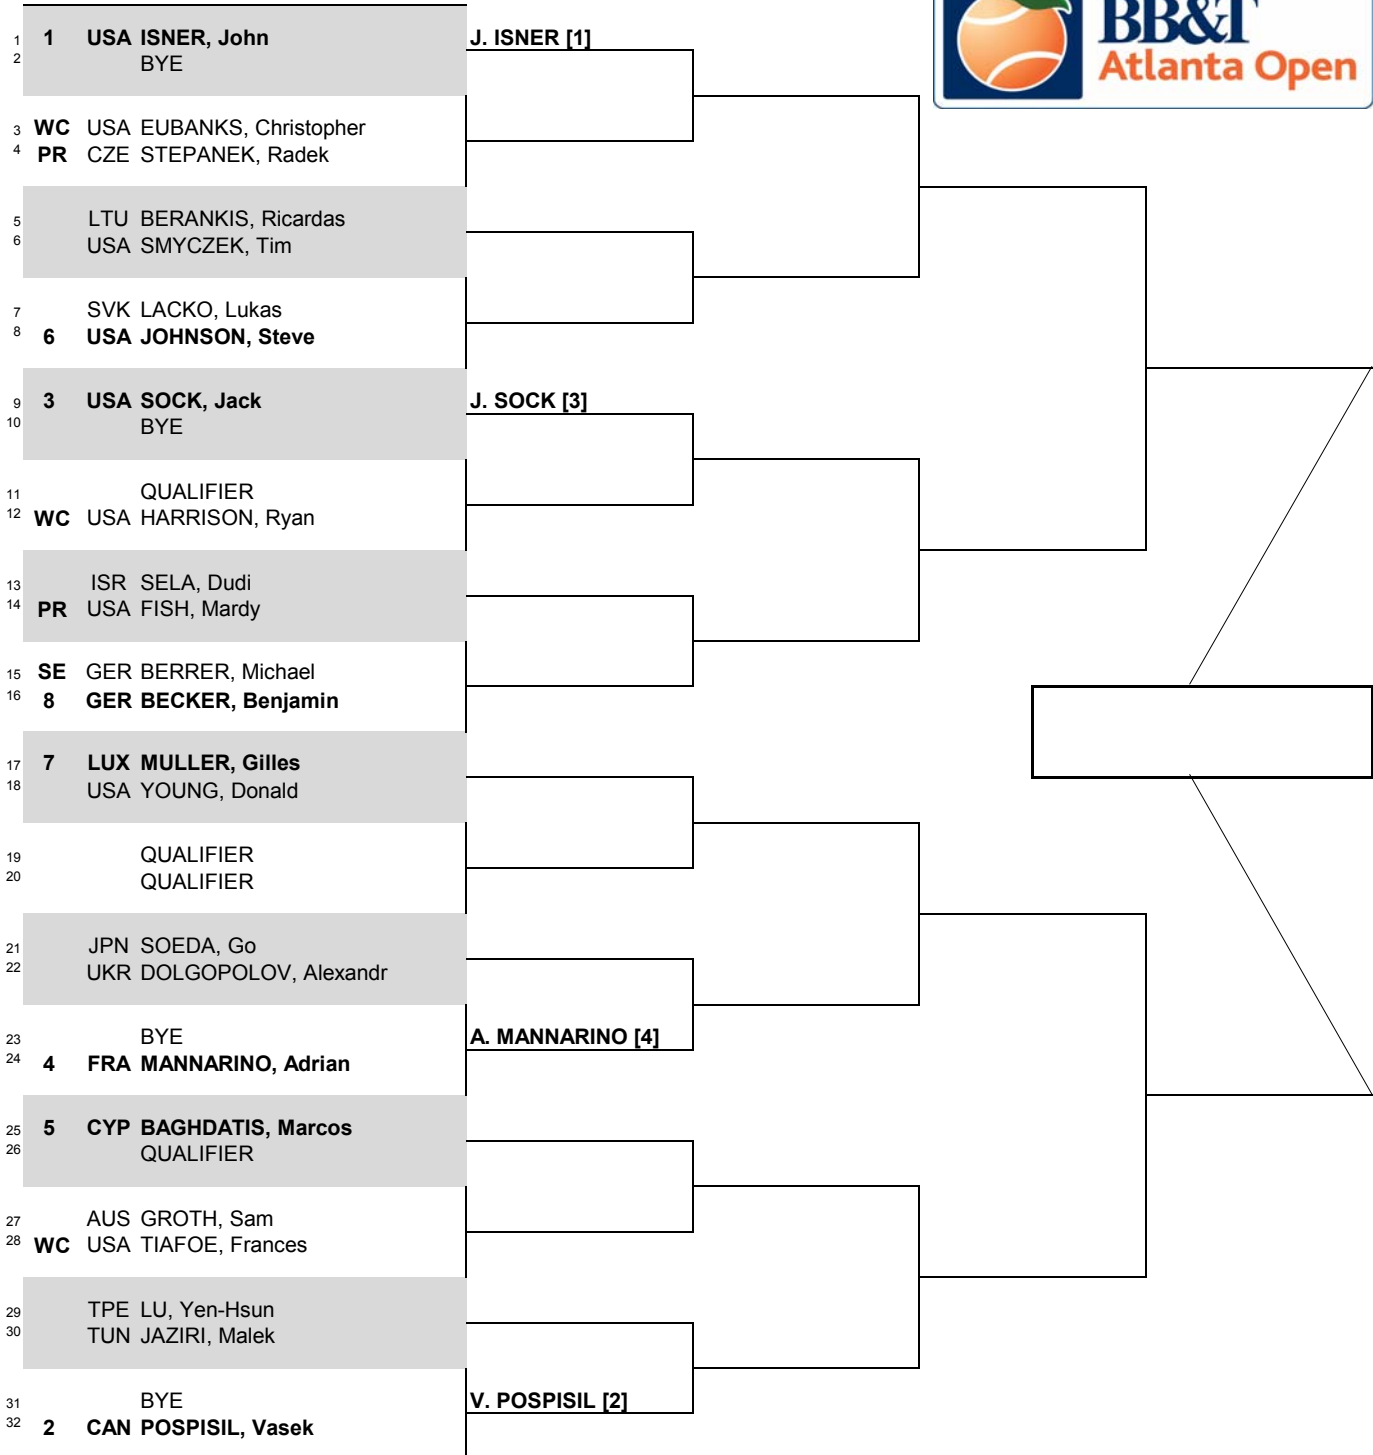 BB&T
Atlanta Open
1 1 USA ISNER, John J. ISNER [1]
2 BYE
3 WC USA EUBANKS, Christopher
4 PR CZE STEPANEK, Radek
5 LTU BERANKIS, Ricardas
6 USA SMYCZEK, Tim
7 SVK LACKO, Lukas
8 6 USA JOHNSON, Steve
9 3 USA SOCK, Jack J. SOCK [3]
10 BYE
11 QUALIFIER
12 WC USA HARRISON, Ryan
13 ISR SELA, Dudi
14 PR USA FISH, Mardy
15 SE GER BERRER, Michael
16 8 GER BECKER, Benjamin
17 7 LUX MULLER, Gilles
18 USA YOUNG, Donald
19 QUALIFIER
20 QUALIFIER
21 JPN SOEDA, Go
22 UKR DOLGOPOLOV, Alexandr
23 BYE A. MANNARINO [4]
24 4 FRA MANNARINO, Adrian
25 5 CYP BAGHDATIS, Marcos
26 QUALIFIER
27 AUS GROTH, Sam
28 WC USA TIAFOE, Frances
29 TPE LU, Yen-Hsun
30 TUN JAZIRI, Malek
31 BYE V. POSPISIL [2]
32 2 CAN POSPISIL, Vasek